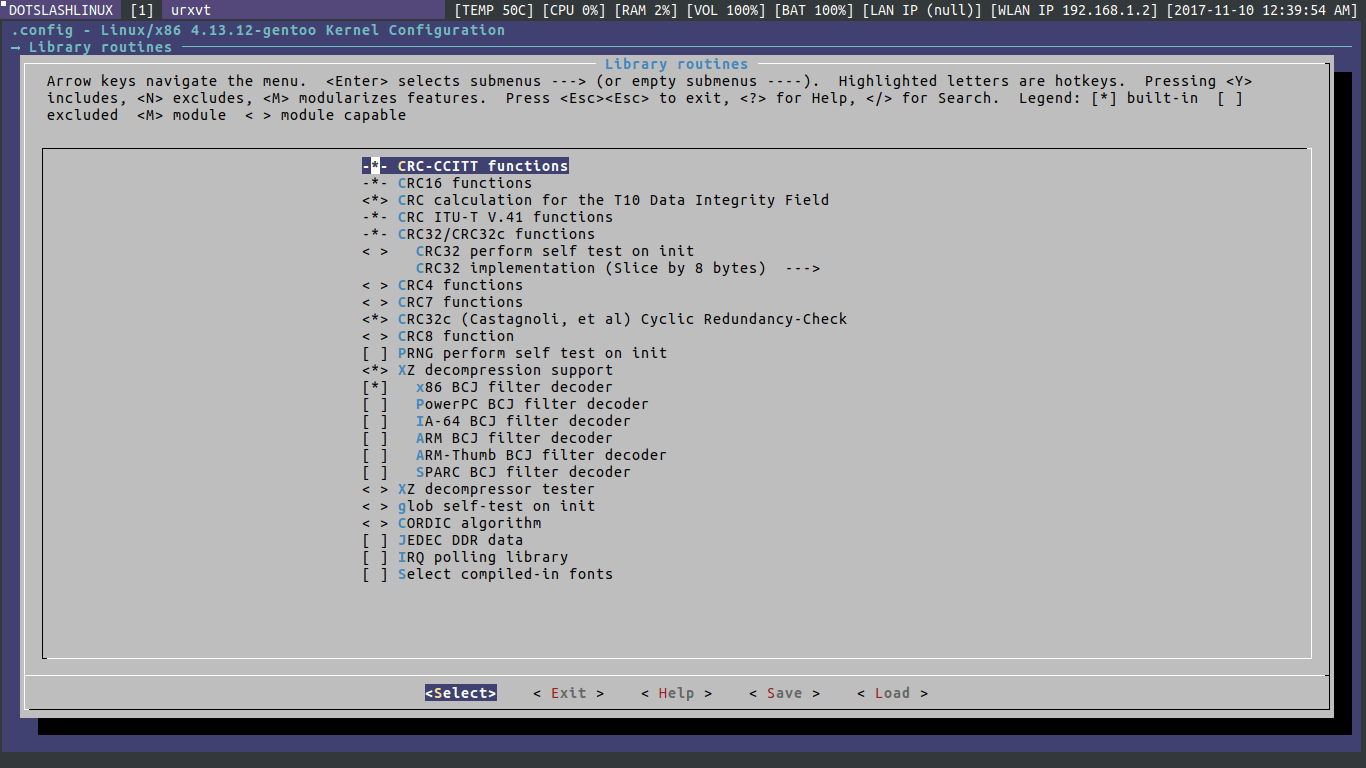 DOTSLASHLINUX [1] urxvt [TEMP 50C] [CPU 0%] [RAM 2%] [VOL 100%] [BAT 100%] [LAN IP (null)] [WLAN IP 192.168.1.2] [2017-11-10 12:39:54 AM]
.config - Linux/x86 4.13.12-gentoo Kernel Configuration
→ Library routines
Library routines
Arrow keys navigate the menu.  <Enter> selects submenus ---> (or empty submenus ----).  Highlighted letters are hotkeys.  Pressing <Y>
includes, <N> excludes, <M> modularizes features.  Press <Esc><Esc> to exit, <?> for Help, </> for Search.  Legend: [*] built-in  [ ]
excluded  <M> module  < > module capable
-*- CRC-CCITT functions
-*- CRC16 functions
<*> CRC calculation for the T10 Data Integrity Field
-*- CRC ITU-T V.41 functions
-*- CRC32/CRC32c functions
< >   CRC32 perform self test on init
CRC32 implementation (Slice by 8 bytes)  --->
< > CRC4 functions
< > CRC7 functions
<*> CRC32c (Castagnoli, et al) Cyclic Redundancy-Check
< > CRC8 function
[ ] PRNG perform self test on init
<*> XZ decompression support
[*]   x86 BCJ filter decoder
[ ]   PowerPC BCJ filter decoder
[ ]   IA-64 BCJ filter decoder
[ ]   ARM BCJ filter decoder
[ ]   ARM-Thumb BCJ filter decoder
[ ]   SPARC BCJ filter decoder
< > XZ decompressor tester
< > glob self-test on init
< > CORDIC algorithm
[ ] JEDEC DDR data
[ ] IRQ polling library
[ ] Select compiled-in fonts
<Select>    < Exit >    < Help >    < Save >    < Load >